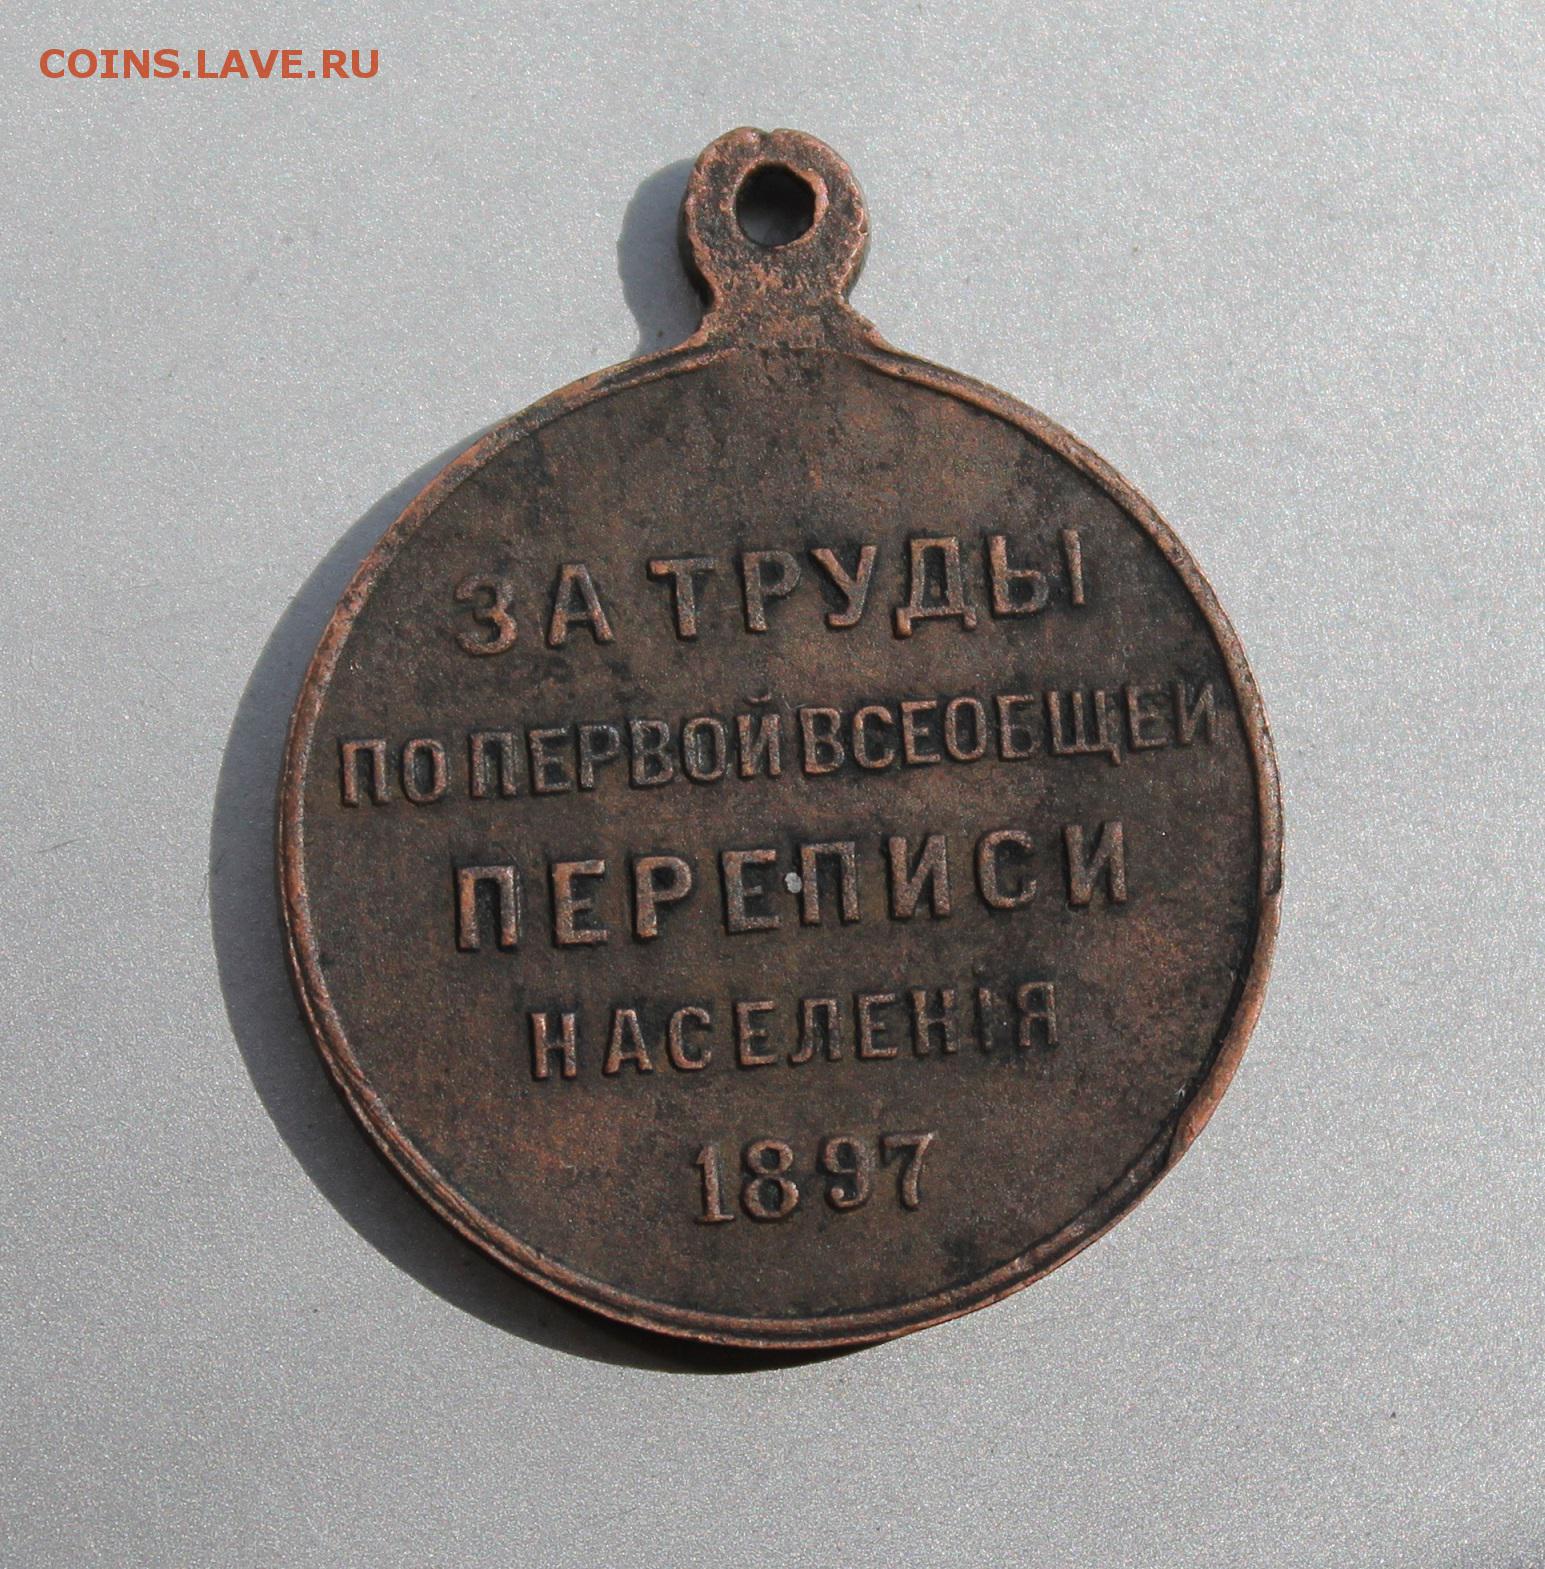 COINS.LAVE.RU
ЗА ТРУДЫ
ПО ПЕРВОЙ ВСЕОБЩЕЙ
ПЕРЕПИСИ
НАСЕЛЕНІЯ
1897